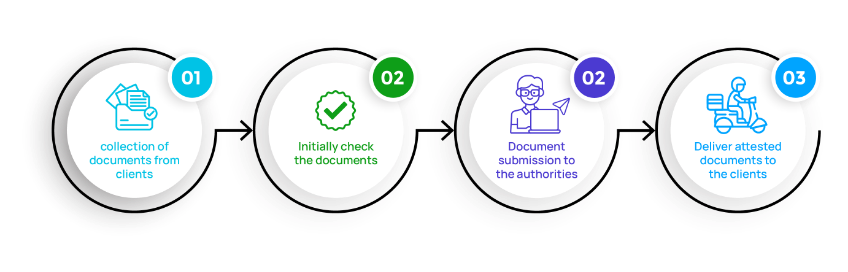 01
collection of
documents from
clients
02
Initially check
the documents
02
Document
submission to
the authorities
03
Deliver attested
documents to
the clients